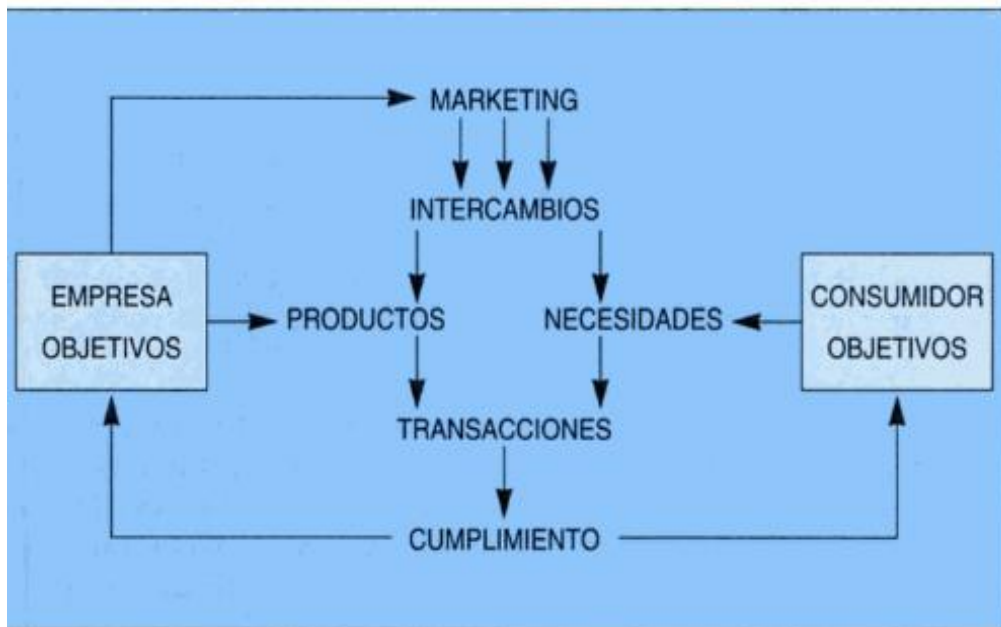 MARKETING
INTERCAMBIOS
EMPRESA
OBJETIVOS
PRODUCTOS
NECESIDADES
CONSUMIDOR
OBJETIVOS
TRANSACCIONES
CUMPLIMIENTO